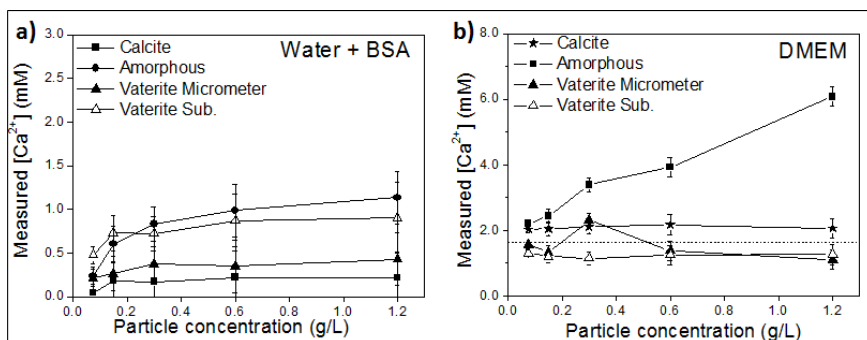 a)
Water + BSA
Calcite
Amorphous
Vaterite Micrometer
Vaterite Sub.
Measured [Ca²⁺] (mM)
3.0
2.5
2.0
1.5
1.0
0.5
0.0
0.0 0.2 0.4 0.6 0.8 1.0 1.2
Particle concentration (g/L)
b)
DMEM
Calcite
Amorphous
Vaterite Micrometer
Vaterite Sub.
Measured [Ca²⁺] (mM)
8.0
6.0
4.0
2.0
0.0
0.0 0.2 0.4 0.6 0.8 1.0 1.2
Particle concentration (g/L)